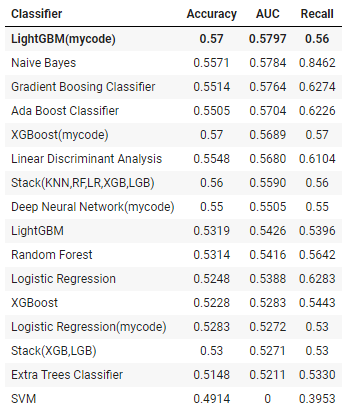 Classifier Accuracy AUC Recall
LightGBM(mycode) 0.57 0.5797 0.56
Naive Bayes 0.5571 0.5784 0.8462
Gradient Boosing Classifier 0.5514 0.5764 0.6274
Ada Boost Classifier 0.5505 0.5704 0.6226
XGBoost(mycode) 0.57 0.5689 0.57
Linear Discriminant Analysis 0.5548 0.5680 0.6104
Stack(KNN,RF,LR,XGB,LGB) 0.56 0.5590 0.56
Deep Neural Network(mycode) 0.55 0.5505 0.55
LightGBM 0.5319 0.5426 0.5396
Random Forest 0.5314 0.5416 0.5642
Logistic Regression 0.5248 0.5388 0.6283
XGBoost 0.5228 0.5283 0.5443
Logistic Regression(mycode) 0.5283 0.5272 0.53
Stack(XGB,LGB) 0.53 0.5271 0.53
Extra Trees Classifier 0.5148 0.5211 0.5330
SVM 0.4914 0 0.3953